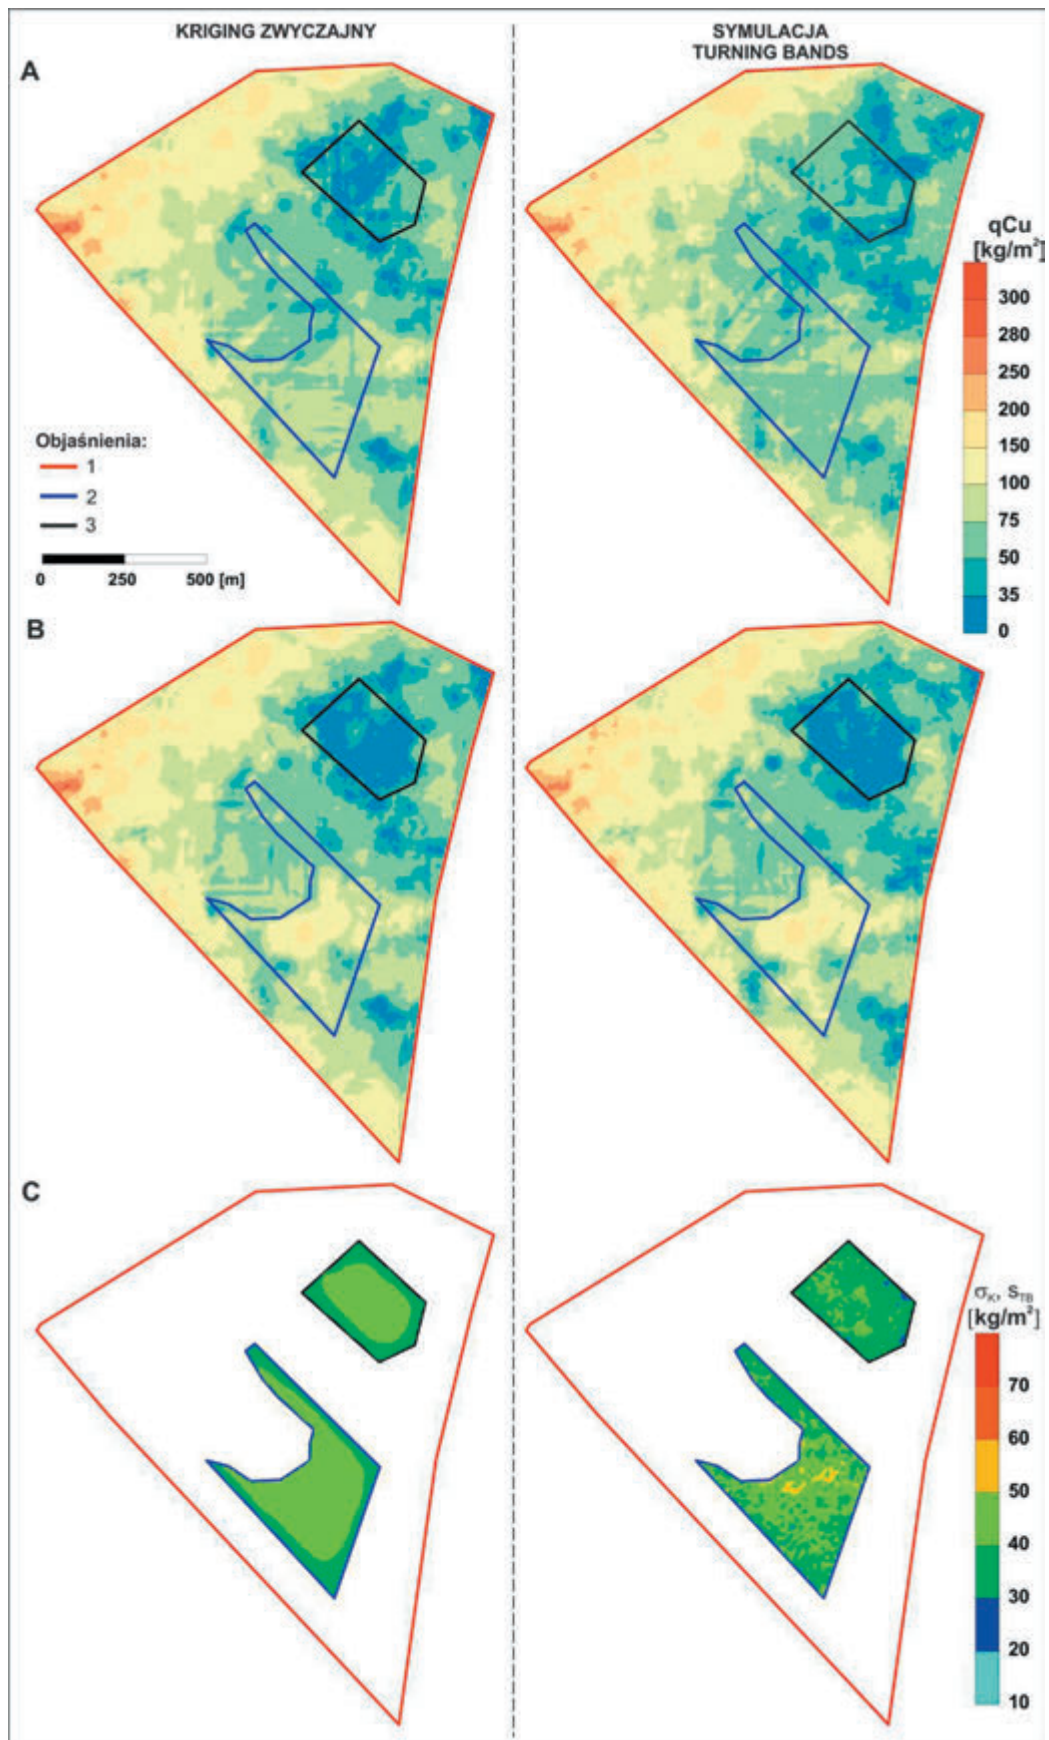 KRIGING ZWYCZAJNY
SYMULACJA
TURNING BANDS
A
qCu
[kg/m²]
300
280
250
200
150
100
75
50
35
0
Objaśnienia:
1
2
3
0 250 500 [m]
B
C
σK, sTB
[kg/m²]
70
60
50
40
30
20
10